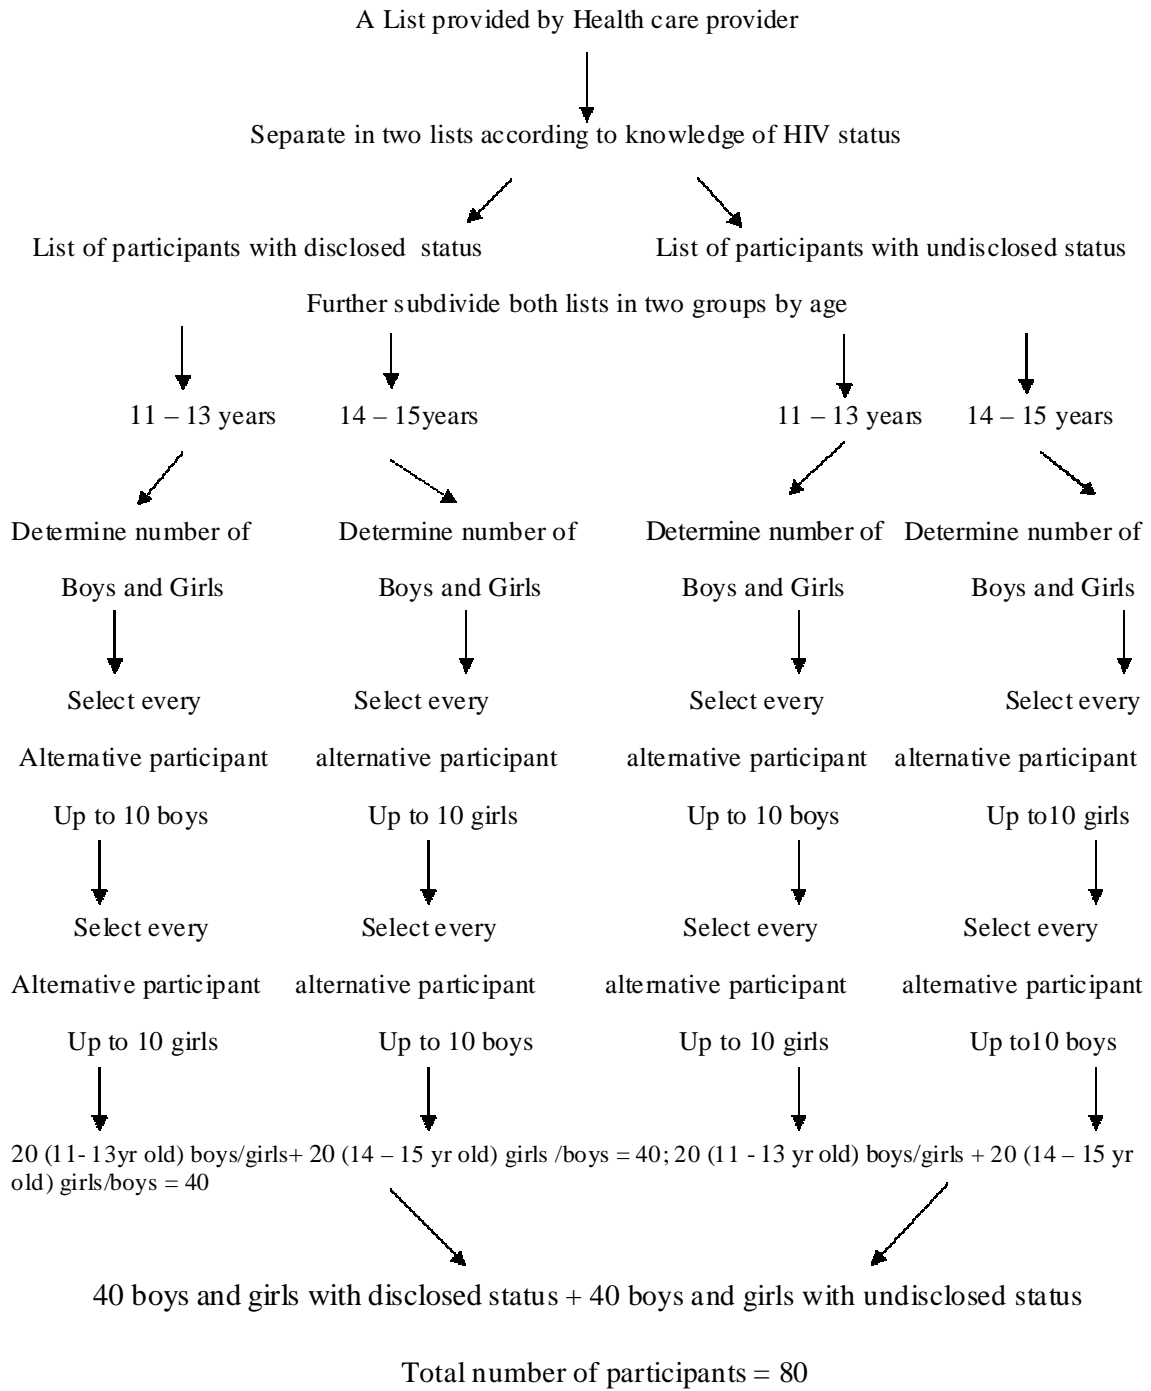 A List provided by Health care provider
Separate in two lists according to knowledge of HIV status
List of participants with disclosed status List of participants with undisclosed status
Further subdivide both lists in two groups by age
11 – 13 years 14 – 15years 11 – 13 years 14 – 15 years
Determine number of Determine number of Determine number of Determine number of
Boys and Girls Boys and Girls Boys and Girls Boys and Girls
Select every Select every Select every Select every
Alternative participant alternative participant alternative participant alternative participant
Up to 10 boys Up to 10 girls Up to 10 boys Up to10 girls
Select every Select every Select every Select every
Alternative participant alternative participant alternative participant alternative participant
Up to 10 girls Up to 10 boys Up to 10 girls Up to10 boys
20 (11- 13yr old) boys/girls+ 20 (14 – 15 yr old) girls /boys = 40; 20 (11 - 13 yr old) boys/girls + 20 (14 – 15 yr
old) girls/boys = 40
40 boys and girls with disclosed status + 40 boys and girls with undisclosed status
Total number of participants = 80